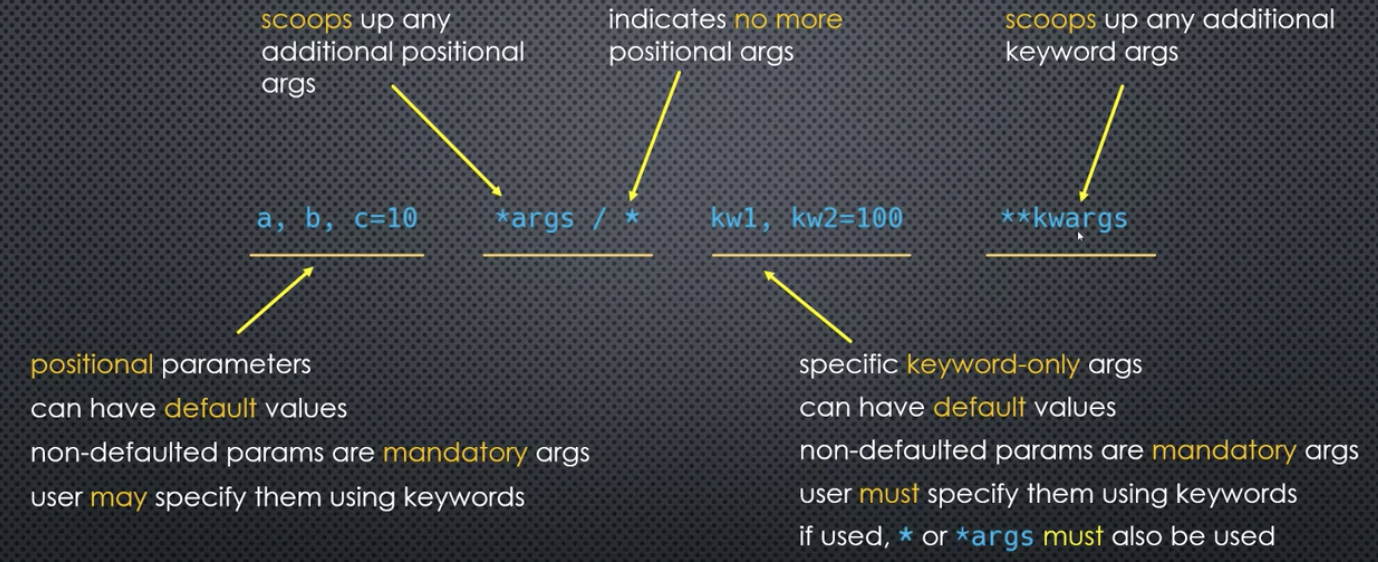 scoops up any
additional positional
args
indicates no more
positional args
scoops up any additional
keyword args
a, b, c=10
*args / *
kw1, kw2=100
**kwargs
positional parameters
can have default values
non-defaulted params are mandatory args
user may specify them using keywords
specific keyword-only args
can have default values
non-defaulted params are mandatory args
user must specify them using keywords
if used, * or *args must also be used